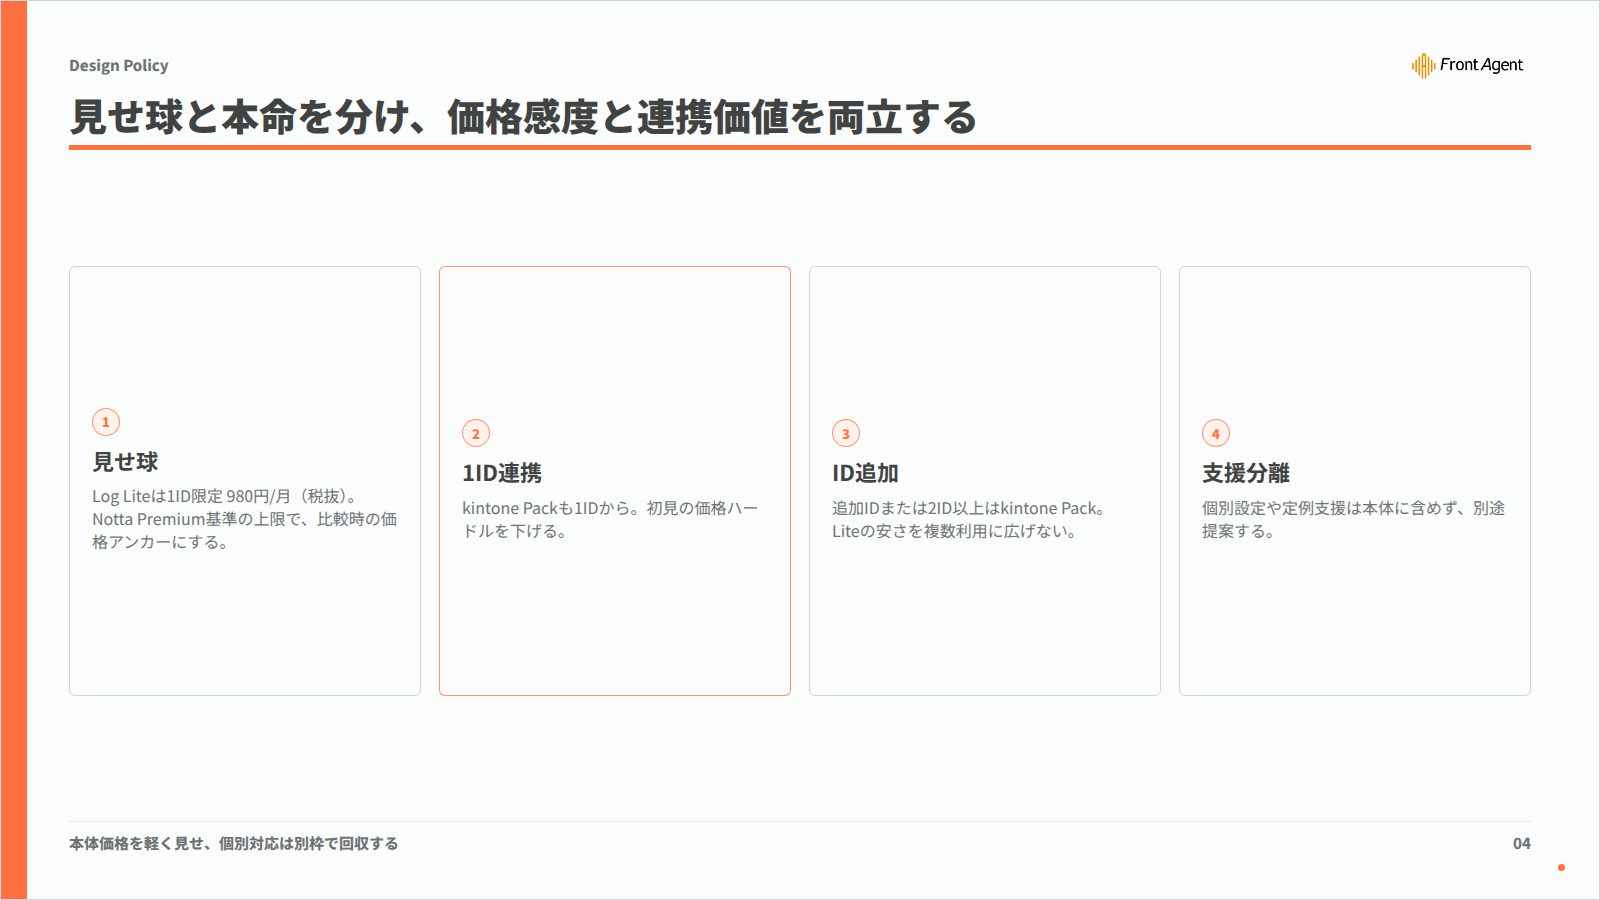 Design Policy
Front Agent
見せ球と本命を分け、価格感度と連携価値を両立する
1
見せ球
Log Liteは1ID限定 980円/月（税抜）。
Notta Premium基準の上限で、比較時の価
格アンカーにする。
2
1ID連携
kintone Packも1IDから。初見の価格ハー
ドルを下げる。
3
ID追加
追加IDまたは2ID以上はkintone Pack。
Liteの安さを複数利用に広げない。
4
支援分離
個別設定や定例支援は本体に含めず、別途
提案する。
本体価格を軽く見せ、個別対応は別枠で回収する
04